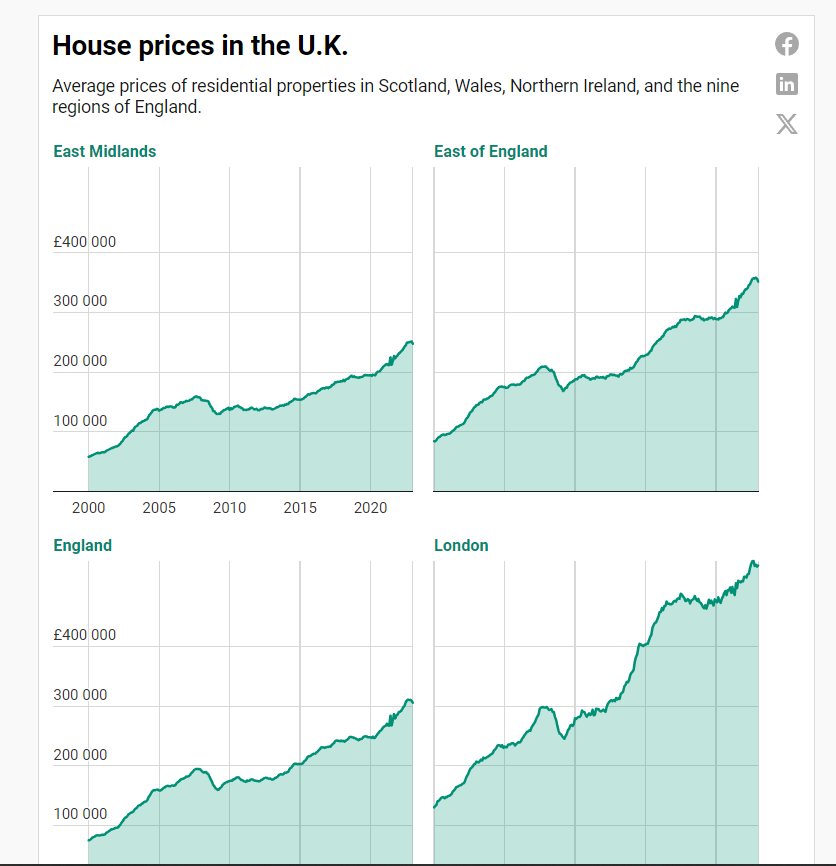 House prices in the U.K.
Average prices of residential properties in Scotland, Wales, Northern Ireland, and the nine
regions of England.
East Midlands
East of England
£400 000
300 000
200 000
100 000
2000 2005 2010 2015 2020
England
London
£400 000
300 000
200 000
100 000